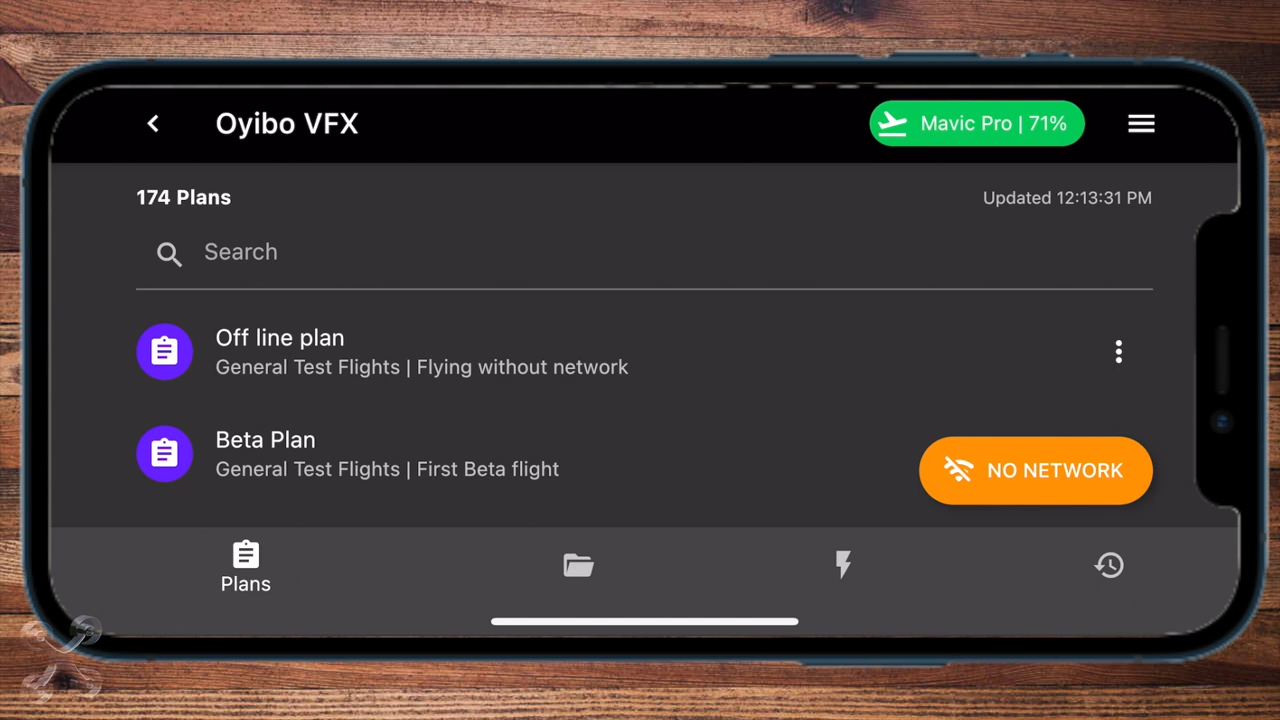 Oyibo VFX
Mavic Pro | 71%
174 Plans
Updated 12:13:31 PM
Search
Off line plan
General Test Flights | Flying without network
Beta Plan
General Test Flights | First Beta flight
NO NETWORK
Plans